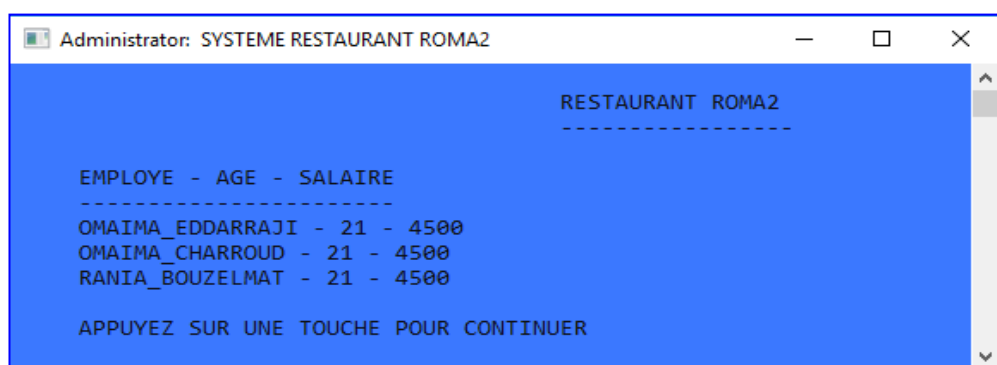 Administrator: SYSTEME RESTAURANT ROMA2
RESTAURANT ROMA2
-----------------
EMPLOYE - AGE - SALAIRE
-----------------------
OMAIMA_EDDARRAJI - 21 - 4500
OMAIMA_CHARROUD - 21 - 4500
RANIA_BOUZELMAT - 21 - 4500
APPUYEZ SUR UNE TOUCHE POUR CONTINUER